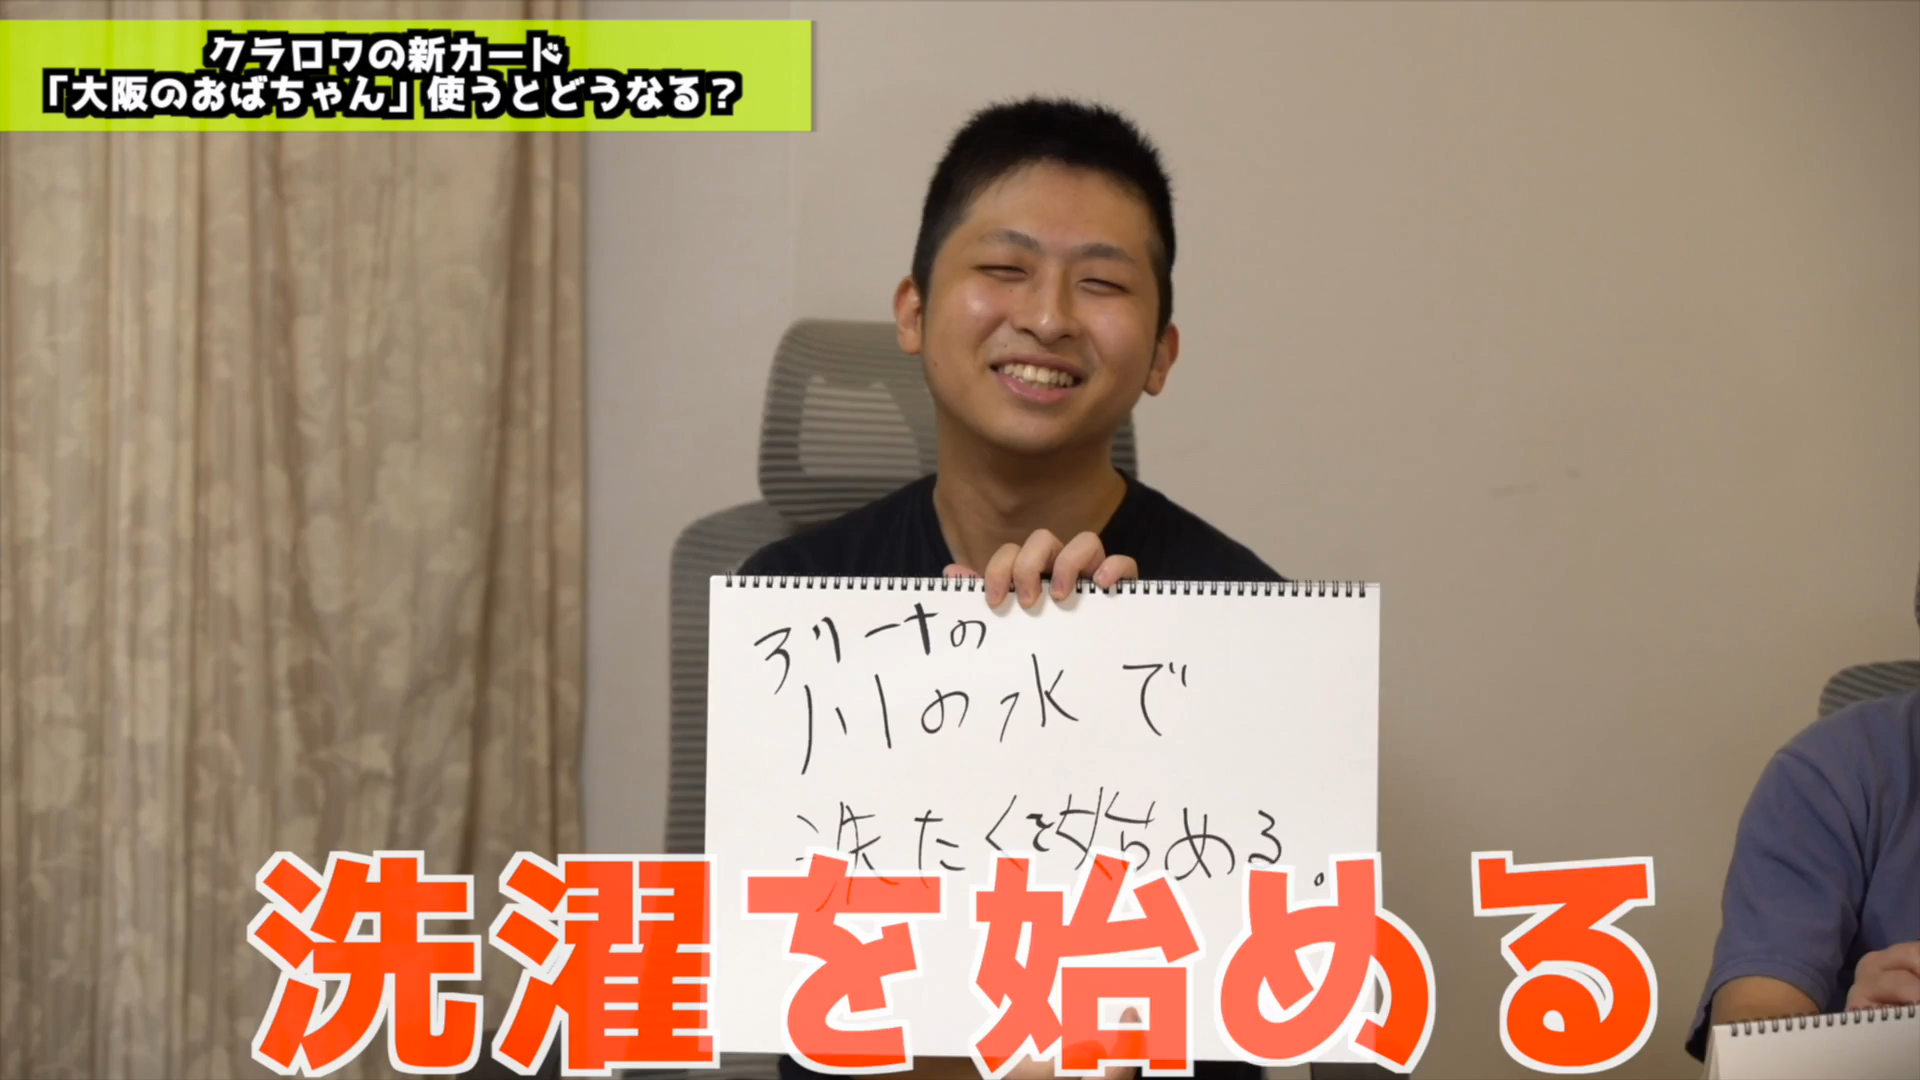 クラロワの新カード
「大阪のおばちゃん」使うとどうなる？
アリーナの
川の水で
洗たくを始める。
洗濯を始める